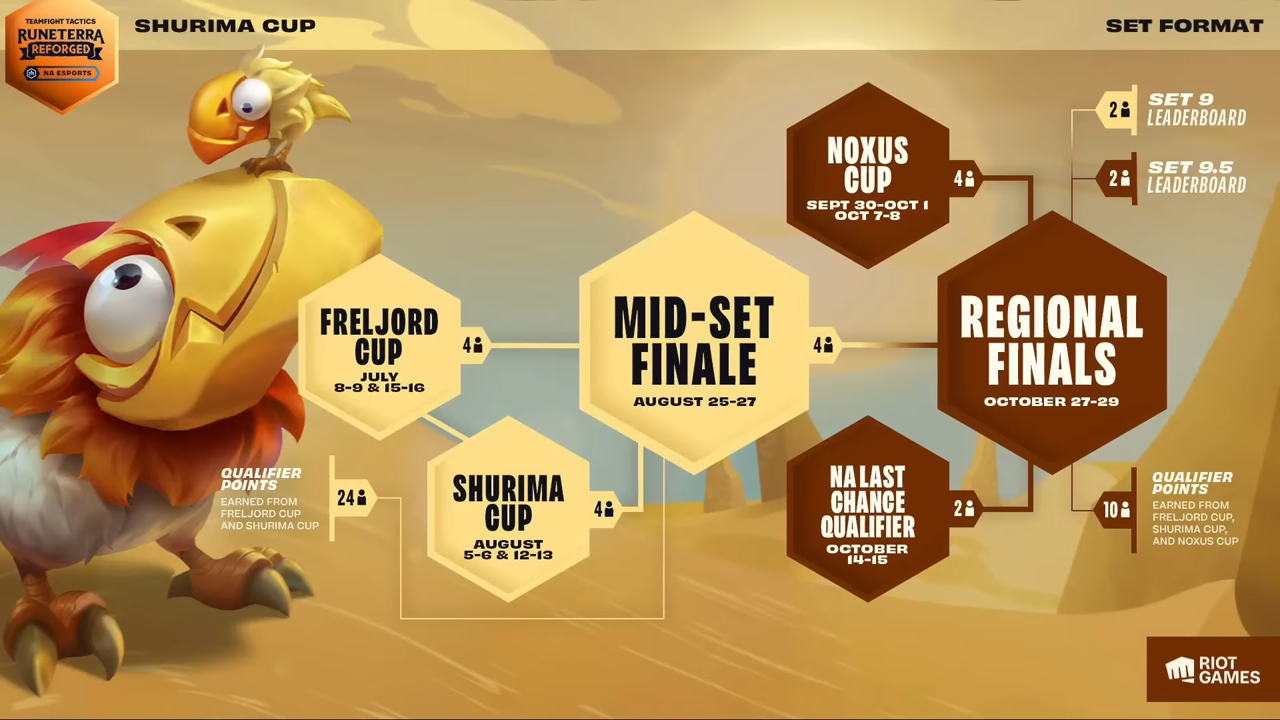 TEAMFIGHT TACTICS
RUNETERRA
REFORGED
NA ESPORTS
SHURIMA CUP
SET FORMAT
2
SET 9
LEADERBOARD
2
SET 9.5
LEADERBOARD
NOXUS
CUP
SEPT 30-OCT 1
OCT 7-8
4
FRELJORD
CUP
JULY
8-9 & 15-16
4
MID-SET
FINALE
AUGUST 25-27
4
REGIONAL
FINALS
OCTOBER 27-29
QUALIFIER
POINTS
EARNED FROM
FRELJORD CUP
AND SHURIMA CUP
24
SHURIMA
CUP
AUGUST
5-6 & 12-13
4
NA LAST
CHANCE
QUALIFIER
OCTOBER
14-15
2
10
QUALIFIER
POINTS
EARNED FROM
FRELJORD CUP,
SHURIMA CUP,
AND NOXUS CUP
RIOT
GAMES